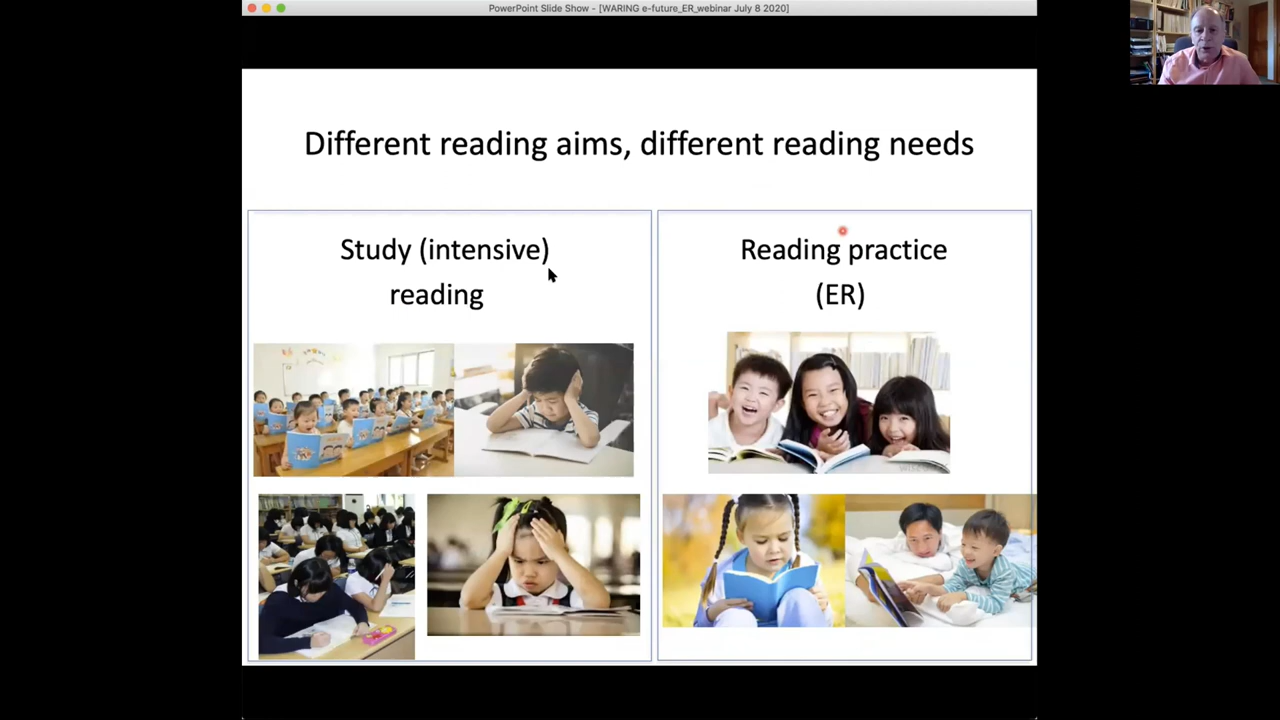 PowerPoint Slide Show - [WARING e-future_ER_webinar July 8 2020]
Different reading aims, different reading needs
Study (intensive)
reading
Reading practice
(ER)